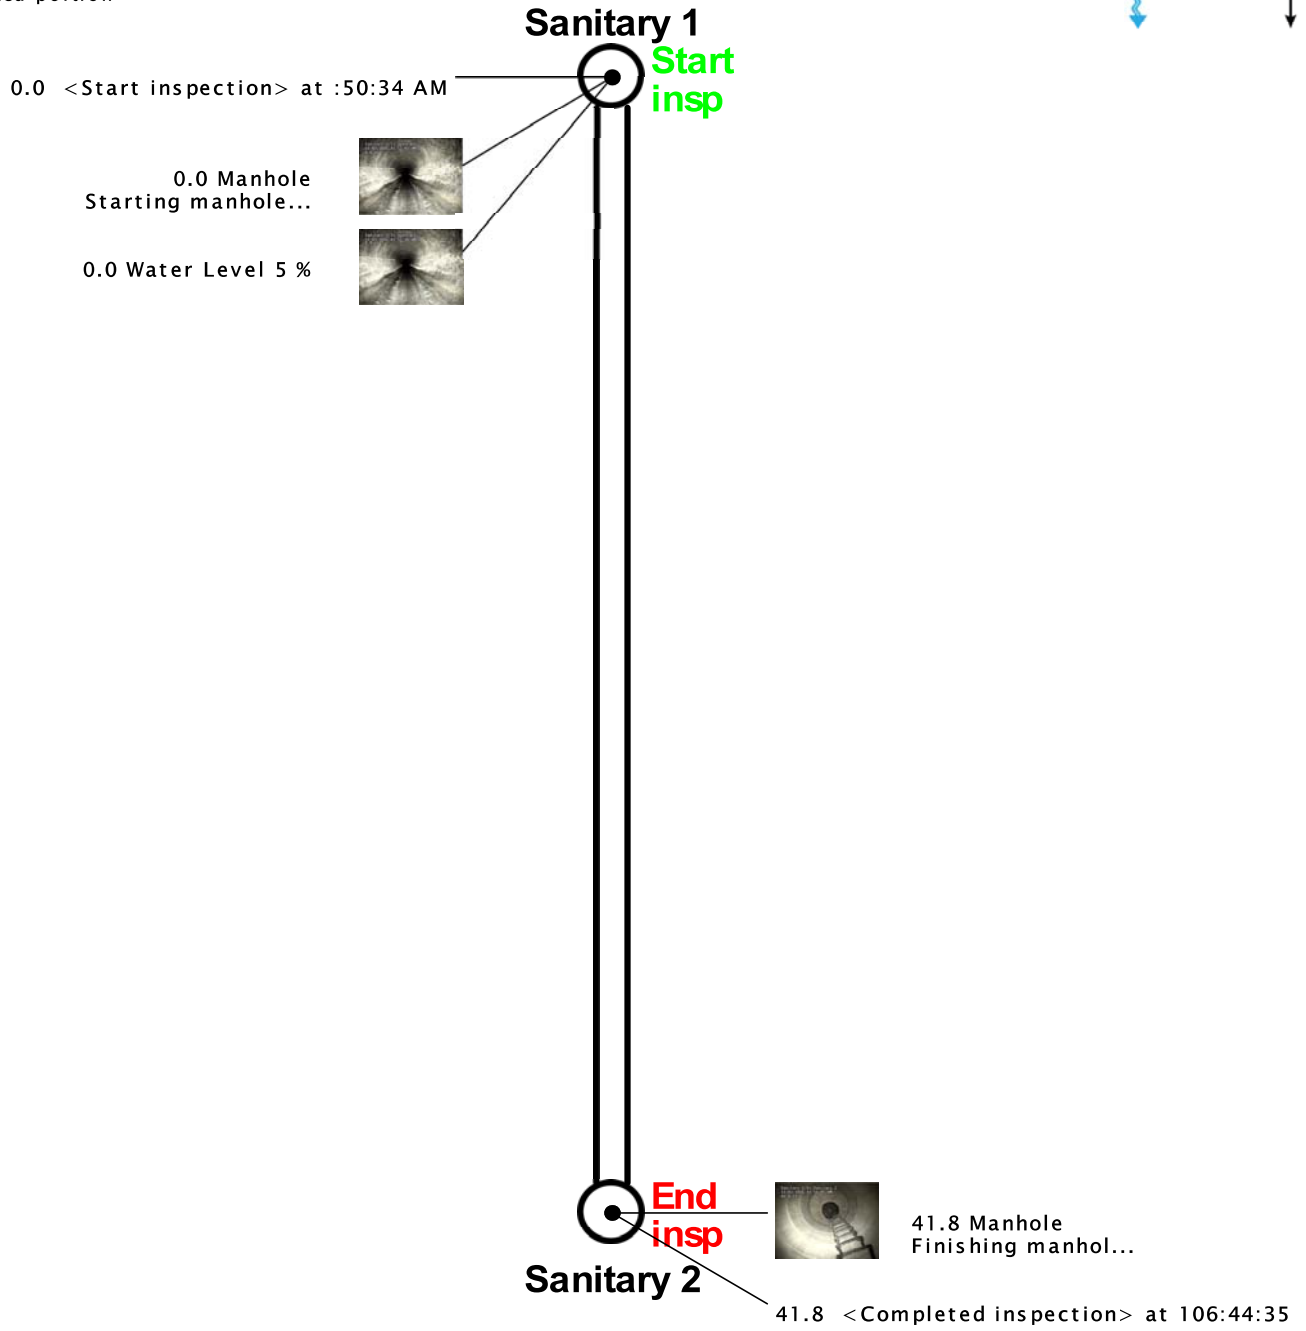 portion
Sanitary 1
Start
insp
0.0 <Start inspection> at :50:34 AM
0.0 Manhole
Starting manhole...
0.0 Water Level 5 %
End
insp
41.8 Manhole
Finishing manhol...
Sanitary 2
41.8 <Completed inspection> at 106:44:35